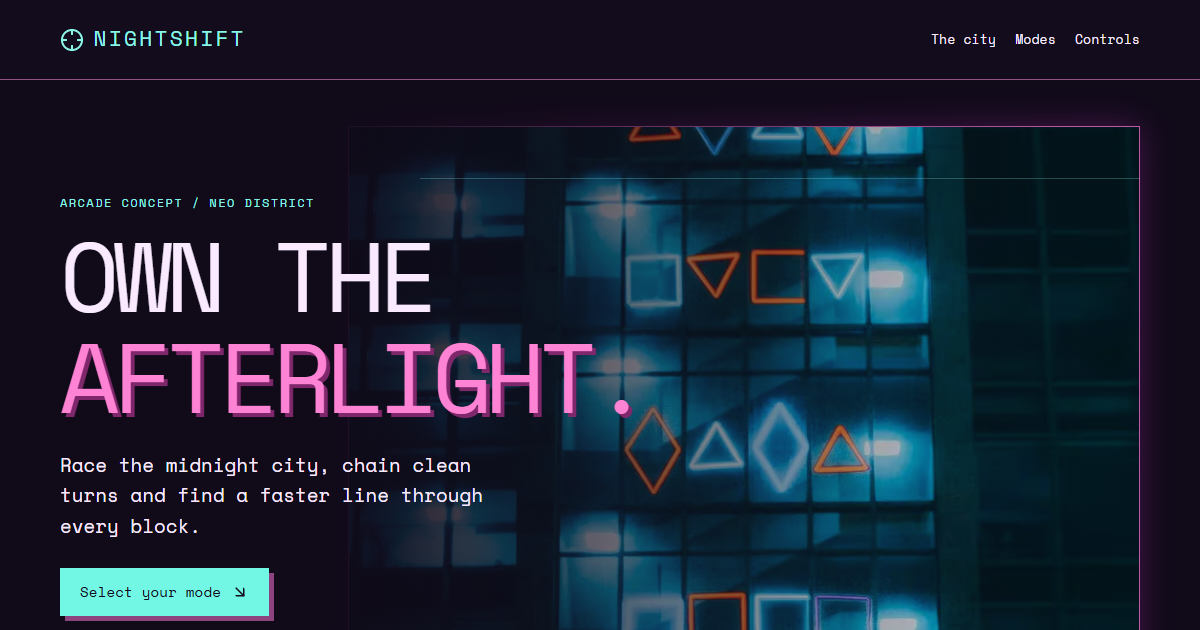 NIGHTSHIFT
The city Modes Controls
ARCADE CONCEPT / NEO DISTRICT
OWN THE
AFTERLIGHT.
Race the midnight city, chain clean
turns and find a faster line through
every block.
Select your mode